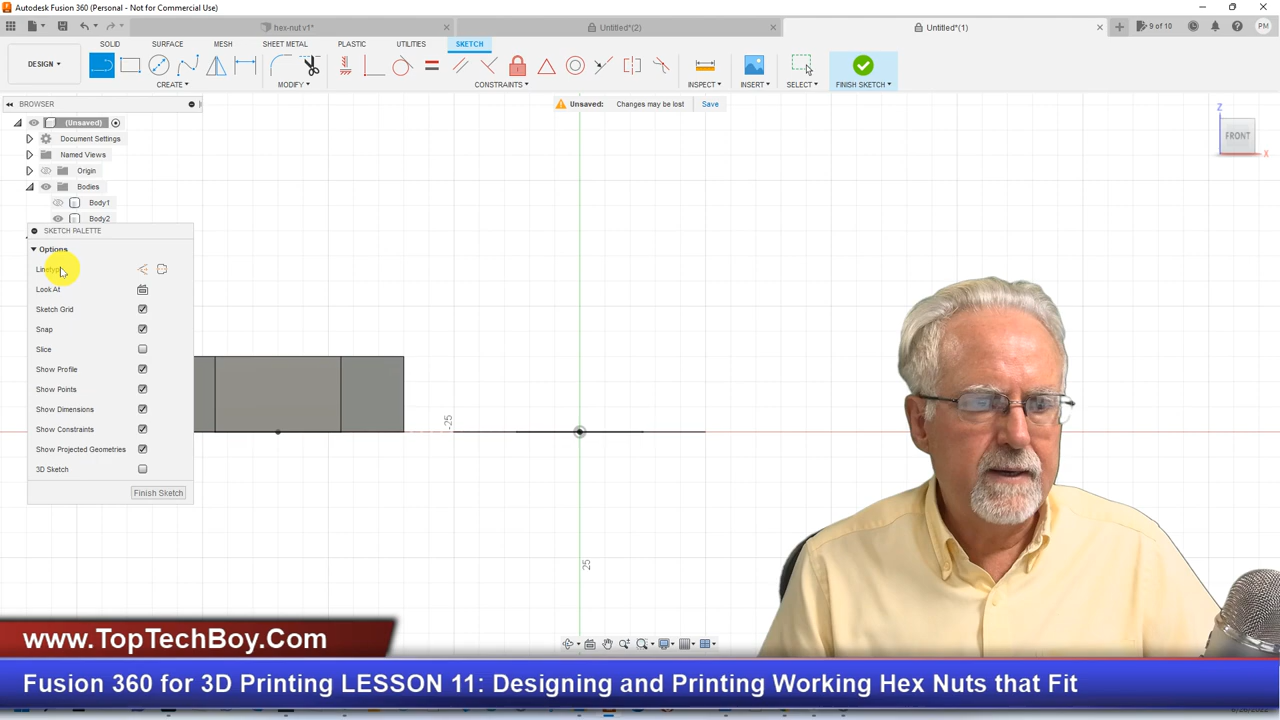 Autodesk Fusion 360 (Personal - Not for Commercial Use)
hex-nut v1*
Untitled*(2)
Untitled*(1)
9 of 10
PM
DESIGN
SOLID
SURFACE
MESH
SHEET METAL
PLASTIC
UTILITIES
SKETCH
CREATE
MODIFY
CONSTRAINTS
INSPECT
INSERT
SELECT
FINISH SKETCH
BROWSER
Unsaved: Changes may be lost Save
(Unsaved)
Document Settings
Named Views
Origin
Bodies
Body1
Body2
SKETCH PALETTE
Options
Linetype
Look At
Sketch Grid
Snap
Slice
Show Profile
Show Points
Show Dimensions
Show Constraints
Show Projected Geometries
3D Sketch
Finish Sketch
Z
FRONT
X
-25
25
www.TopTechBoy.Com
Fusion 360 for 3D Printing LESSON 11: Designing and Printing Working Hex Nuts that Fit